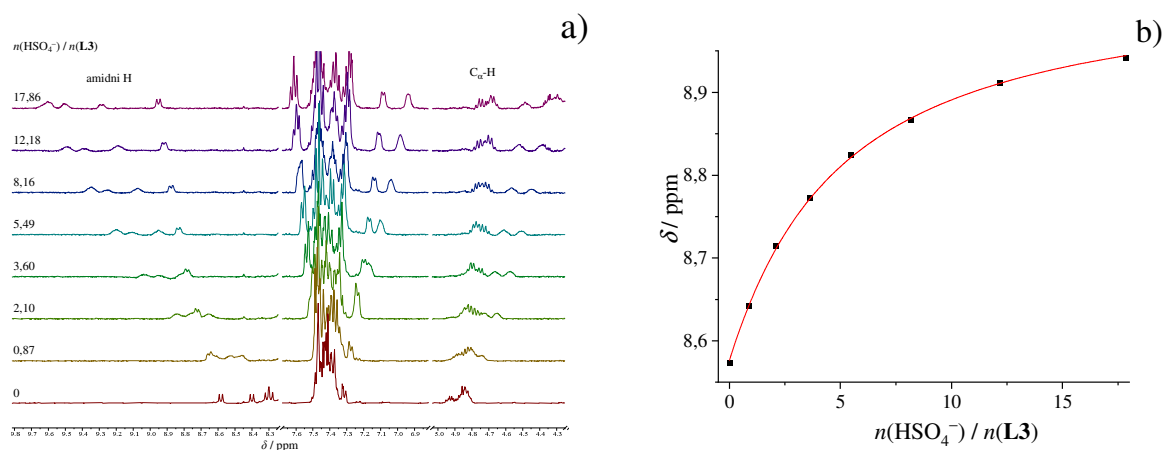 a)
n(HSO₄⁻) / n(L3)
amidni H
Cα-H
17,86
12,18
8,16
5,49
3,60
2,10
0,87
0
9.8 9.7 9.6 9.5 9.4 9.3 9.2 9.1 9.0 8.9 8.8 8.7 8.6 8.5 8.4 8.3 7.7 7.5 7.4 7.3 7.2 7.1 7.0 6.9 5.0 4.9 4.8 4.7 4.6 4.5 4.4 4.3
δ / ppm
b)
δ / ppm
8,9
8,8
8,7
8,6
0 5 10 15
n(HSO₄⁻) / n(L3)